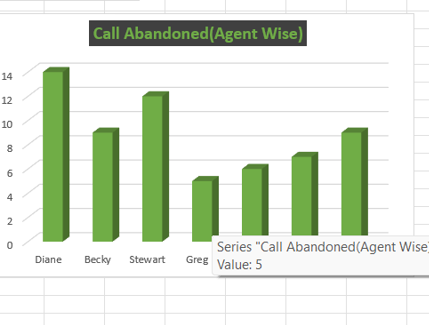 Call Abandoned(Agent Wise)
14
12
10
8
6
4
2
0
Diane Becky Stewart Greg
Series "Call Abandoned(Agent Wise)
Value: 5